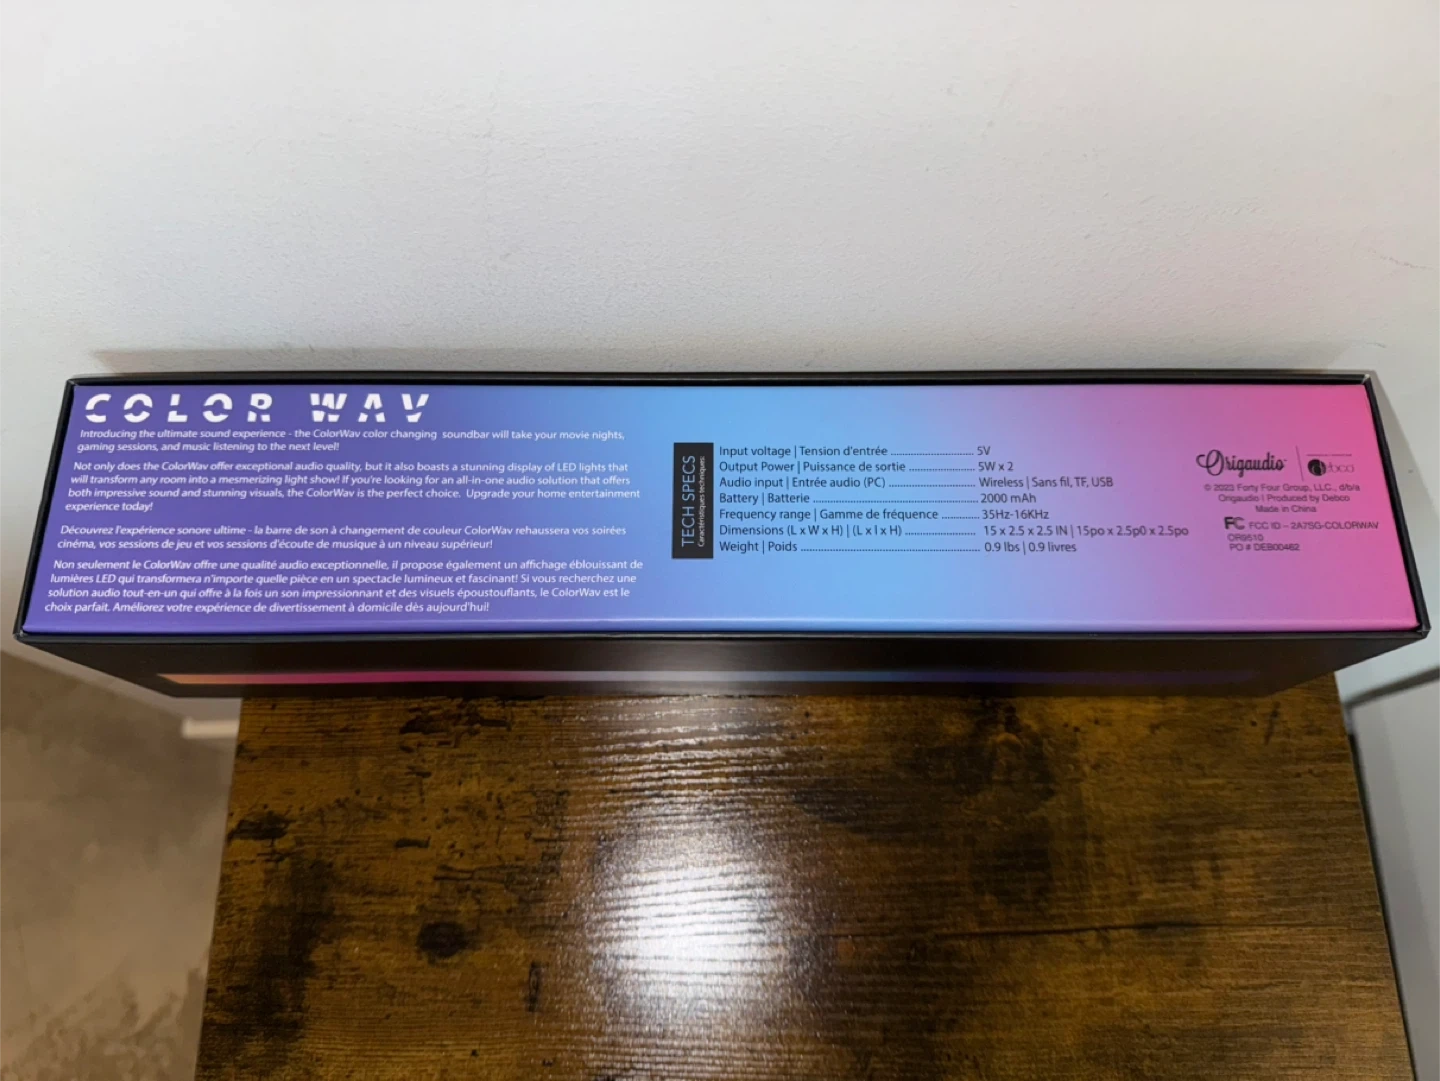 COLOR WAV
Introducing the ultimate sound experience - the ColorWav color changing soundbar will take your movie nights,
gaming sessions, and music listening to the next level!
Not only does the ColorWav offer exceptional audio quality, but it also boasts a stunning display of LED lights that
will transform any room into a mesmerizing light show! If you're looking for an all-in-one audio solution that offers
both impressive sound and stunning visuals, the ColorWav is the perfect choice. Upgrade your home entertainment
experience today!
Découvrez l'expérience sonore ultime - la barre de son à changement de couleur ColorWav rehaussera vos soirées
cinéma, vos sessions de jeu et vos sessions d'écoute de musique à un niveau supérieur!
Non seulement le ColorWav offre une qualité audio exceptionnelle, il propose également un affichage éblouissant de
lumières LED qui transformera n'importe quelle pièce en un spectacle lumineux et fascinant! Si vous recherchez une
solution audio tout-en-un qui offre à la fois un son impressionnant et des visuels époustouflants, le ColorWav est le
choix parfait. Améliorez votre expérience de divertissement à domicile dès aujourd'hui!
TECH SPECS
Caractéristiques techniques:
Input voltage | Tension d'entrée ........................ 5V
Output Power | Puissance de sortie ................... 5W x 2
Audio input | Entrée audio (PC) ......................... Wireless | Sans fil, TF, USB
Battery | Batterie ............................................... 2000 mAh
Frequency range | Gamme de fréquence ........... 35Hz-16KHz
Dimensions (L x W x H) | (L x l x H) .................... 15 x 2.5 x 2.5 IN | 15po x 2.5p0 x 2.5po
Weight | Poids .................................................. 0.9 lbs | 0.9 livres
Origaudio
debco
© 2023 Forty Four Group, LLC., d/b/a
Origaudio | Produced by Debco
Made in China
FC FCC ID - 2A7SG-COLORWAV
OR9510
PO # DEB00462